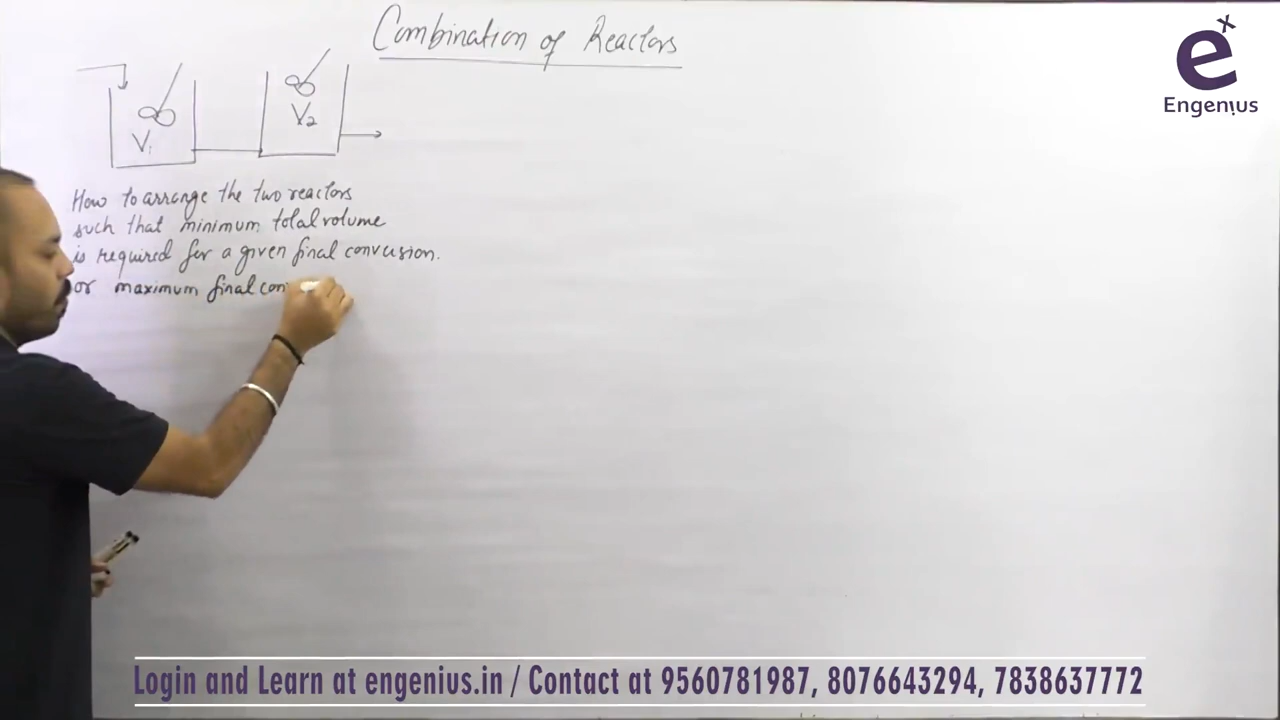 Combination of Reactors
ex
Engenius
V1
V2
How to arrange the two reactors
such that minimum total volume
is required for a given final conversion.
or maximum final con
Login and Learn at engenius.in / Contact at 9560781987, 8076643294, 7838637772